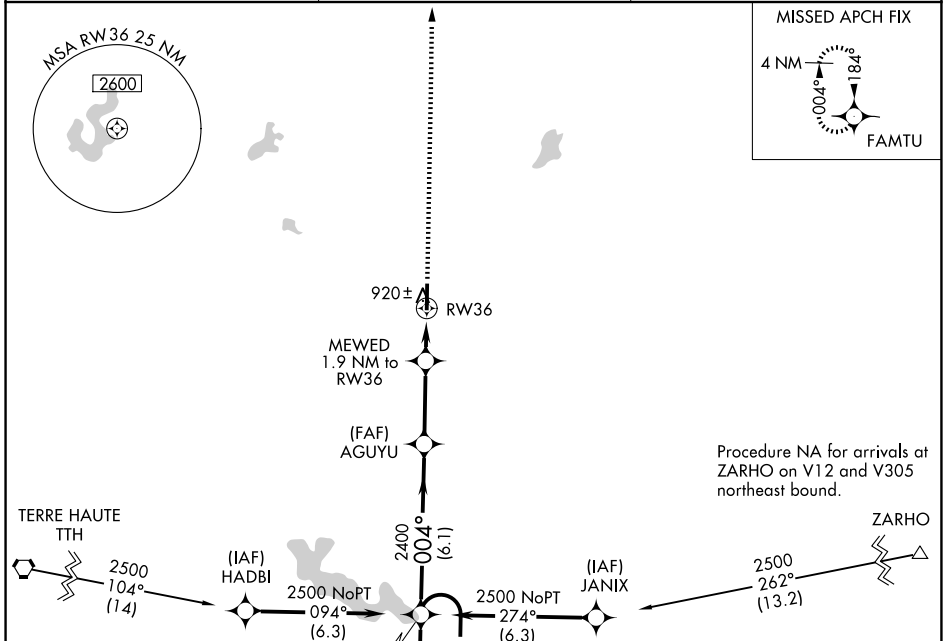 MSA RW36 25 NM
2600
MISSED APCH FIX
4 NM
004°
184°
FAMTU
920±
RW36
MEWED
1.9 NM to
RW36
(FAF)
AGUYU
Procedure NA for arrivals at
ZARHO on V12 and V305
northeast bound.
TERRE HAUTE
TTH
2500
104°
(14)
(IAF)
HADBI
2500 NoPT
094°
(6.3)
2400
004°
(6.1)
2500 NoPT
274°
(6.3)
(IAF)
JANIX
2500
262°
(13.2)
ZARHO